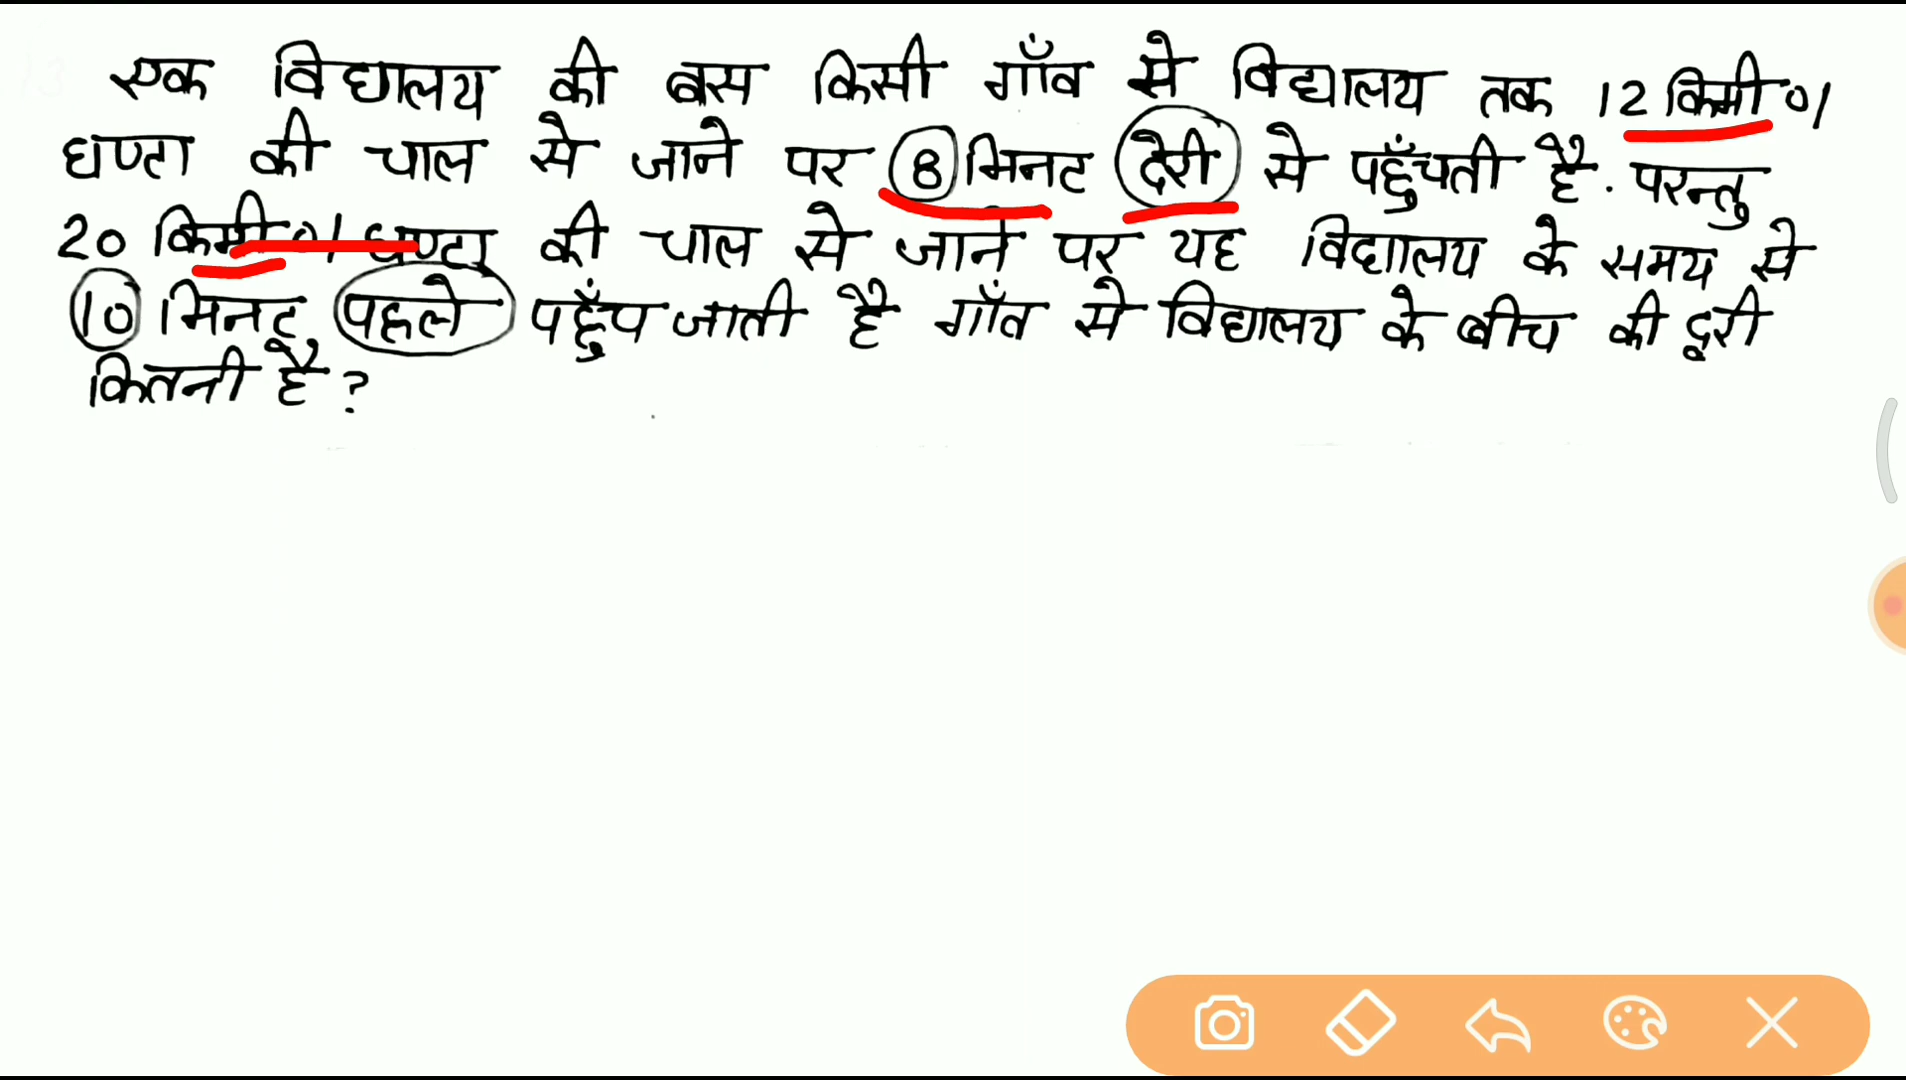 एक विद्यालय की बस किसी गाँव से विद्यालय तक 12 किमी०/
घण्टा की चाल से जाने पर 8 मिनट देरी से पहुँचती है. परन्तु
20 किमी०/घण्टा की चाल से जाने पर यह विद्यालय के समय से
10 मिनट पहले पहुँच जाती है गाँव से विद्यालय के बीच की दूरी
कितनी है ?